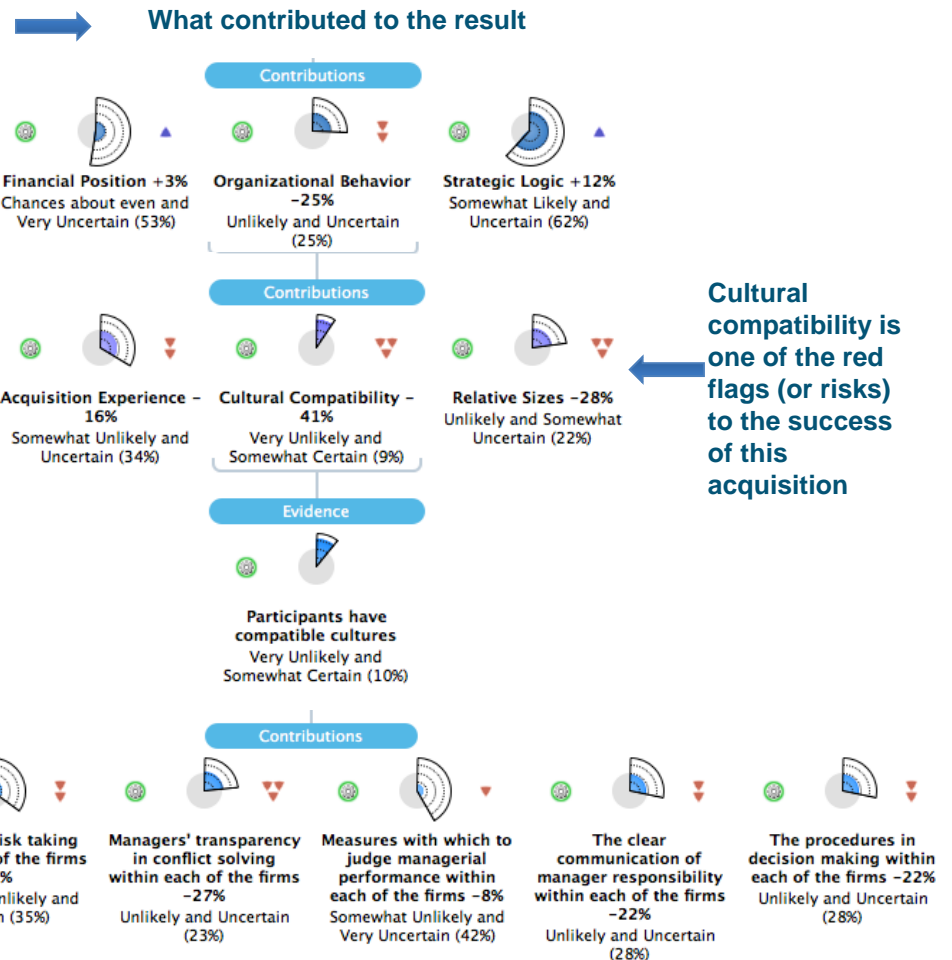 What contributed to the result
Contributions
Financial Position +3%
Chances about even and
Very Uncertain (53%)
Organizational Behavior
-25%
Unlikely and Uncertain
(25%)
Strategic Logic +12%
Somewhat Likely and
Uncertain (62%)
Contributions
Acquisition Experience –
16%
Somewhat Unlikely and
Uncertain (34%)
Cultural Compatibility –
41%
Very Unlikely and
Somewhat Certain (9%)
Relative Sizes -28%
Unlikely and Somewhat
Uncertain (22%)
Cultural
compatibility is
one of the red
flags (or risks)
to the success
of this
acquisition
Evidence
Participants have
compatible cultures
Very Unlikely and
Somewhat Certain (10%)
Contributions
isk taking
of the firms
%
nlikely and
n (35%)
Managers' transparency
in conflict solving
within each of the firms
-27%
Unlikely and Uncertain
(23%)
Measures with which to
judge managerial
performance within
each of the firms -8%
Somewhat Unlikely and
Very Uncertain (42%)
The clear
communication of
manager responsibility
within each of the firms
-22%
Unlikely and Uncertain
(28%)
The procedures in
decision making within
each of the firms -22%
Unlikely and Uncertain
(28%)